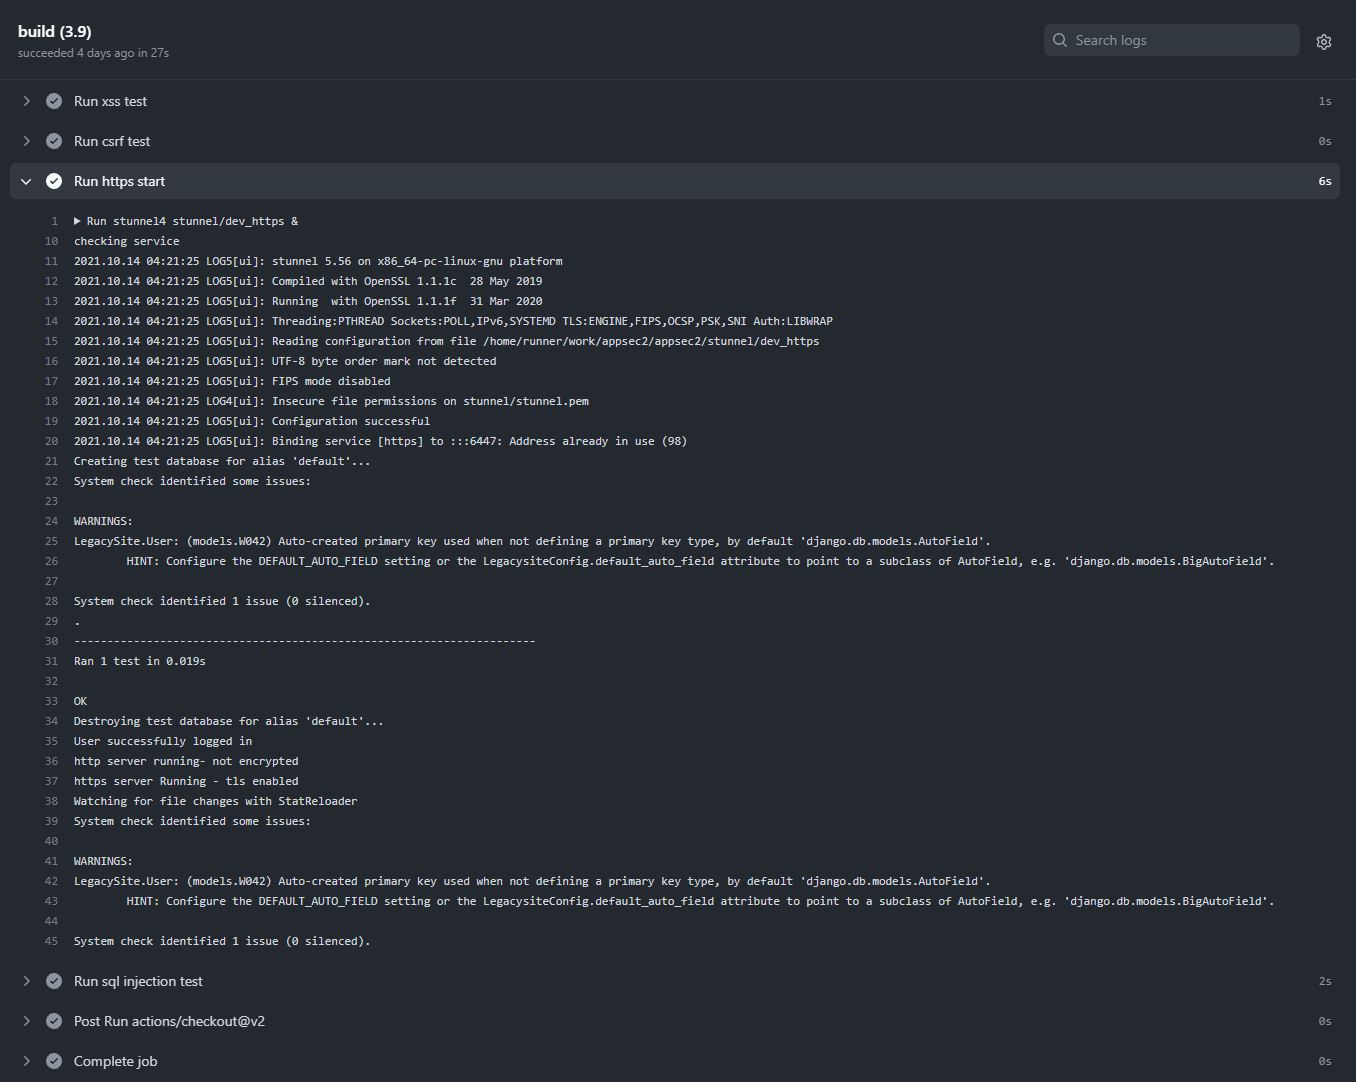 build (3.9)
succeeded 4 days ago in 27s
Search logs
Run xss test 1s
Run csrf test 0s
Run https start 6s
1 ▶ Run stunnel4 stunnel/dev_https &
10 checking service
11 2021.10.14 04:21:25 LOG5[ui]: stunnel 5.56 on x86_64-pc-linux-gnu platform
12 2021.10.14 04:21:25 LOG5[ui]: Compiled with OpenSSL 1.1.1c  28 May 2019
13 2021.10.14 04:21:25 LOG5[ui]: Running  with OpenSSL 1.1.1f  31 Mar 2020
14 2021.10.14 04:21:25 LOG5[ui]: Threading:PTHREAD Sockets:POLL,IPv6,SYSTEMD TLS:ENGINE,FIPS,OCSP,PSK,SNI Auth:LIBWRAP
15 2021.10.14 04:21:25 LOG5[ui]: Reading configuration from file /home/runner/work/appsec2/appsec2/stunnel/dev_https
16 2021.10.14 04:21:25 LOG5[ui]: UTF-8 byte order mark not detected
17 2021.10.14 04:21:25 LOG5[ui]: FIPS mode disabled
18 2021.10.14 04:21:25 LOG4[ui]: Insecure file permissions on stunnel/stunnel.pem
19 2021.10.14 04:21:25 LOG5[ui]: Configuration successful
20 2021.10.14 04:21:25 LOG5[ui]: Binding service [https] to :::6447: Address already in use (98)
21 Creating test database for alias 'default'...
22 System check identified some issues:
23
24 WARNINGS:
25 LegacySite.User: (models.W042) Auto-created primary key used when not defining a primary key type, by default 'django.db.models.AutoField'.
26 HINT: Configure the DEFAULT_AUTO_FIELD setting or the LegacysiteConfig.default_auto_field attribute to point to a subclass of AutoField, e.g. 'django.db.models.BigAutoField'.
27
28 System check identified 1 issue (0 silenced).
29 .
30 ----------------------------------------------------------------------
31 Ran 1 test in 0.019s
32
33 OK
34 Destroying test database for alias 'default'...
35 User successfully logged in
36 http server running- not encrypted
37 https server Running - tls enabled
38 Watching for file changes with StatReloader
39 System check identified some issues:
40
41 WARNINGS:
42 LegacySite.User: (models.W042) Auto-created primary key used when not defining a primary key type, by default 'django.db.models.AutoField'.
43 HINT: Configure the DEFAULT_AUTO_FIELD setting or the LegacysiteConfig.default_auto_field attribute to point to a subclass of AutoField, e.g. 'django.db.models.BigAutoField'.
44
45 System check identified 1 issue (0 silenced).
Run sql injection test 2s
Post Run actions/checkout@v2 0s
Complete job 0s